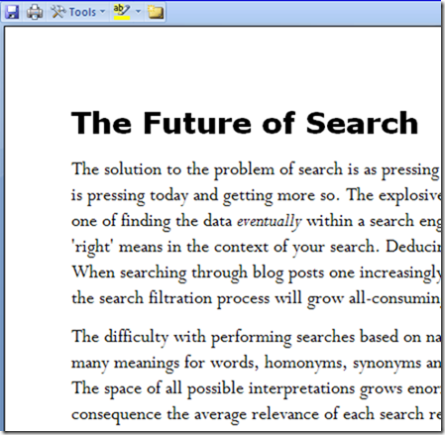 Tools
ab
The Future of Search
The solution to the problem of search is as pressing
is pressing today and getting more so. The explosive
one of finding the data eventually within a search eng
'right' means in the context of your search. Deducin
When searching through blog posts one increasingly
the search filtration process will grow all-consumin
The difficulty with performing searches based on na
many meanings for words, homonyms, synonyms an
The space of all possible interpretations grows enor
consequence the average relevance of each search re